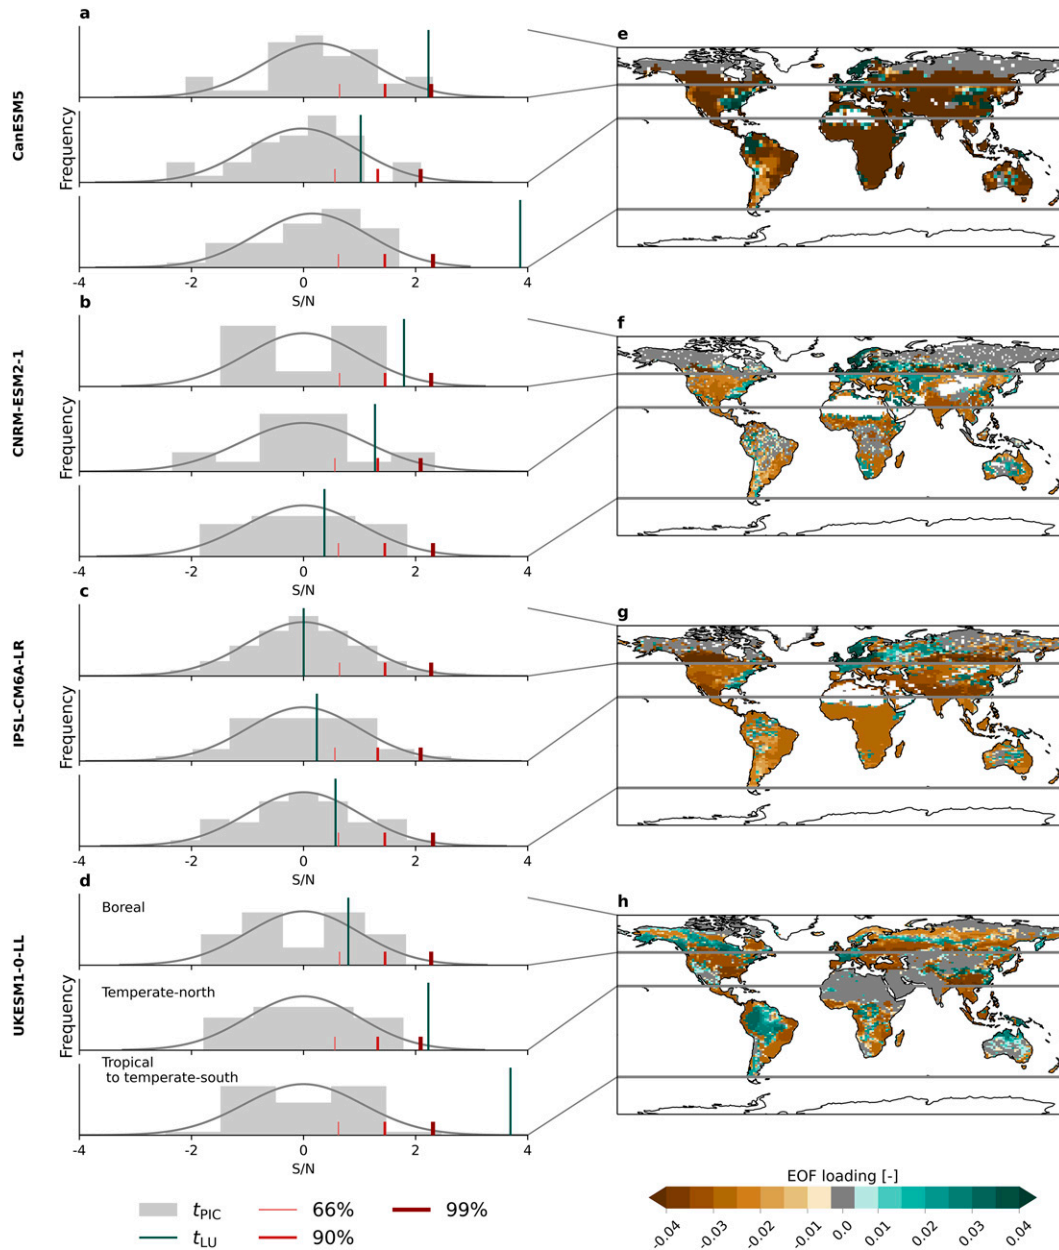 a
e
CanESM5
Frequency
-4 -2 0 2 4
S/N
b
f
CNRM-ESM2-1
Frequency
-4 -2 0 2 4
S/N
c
g
IPSL-CM6A-LR
Frequency
-4 -2 0 2 4
S/N
d
h
UKESM1-0-LL
Frequency
Boreal
Temperate-north
Tropical
to temperate-south
-4 -2 0 2 4
S/N
tPIC
tLU
66%
90%
99%
EOF loading [-]
-0.04 -0.03 -0.02 -0.01 0.0 0.01 0.02 0.03 0.04